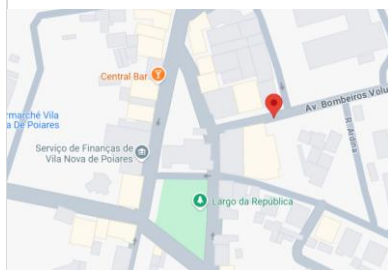 Central Bar
Av. Bombeiros Volu
rmarché Vila
a De Poiares
R. Ardina
Serviço de Finanças de
Vila Nova de Poiares
Largo da República